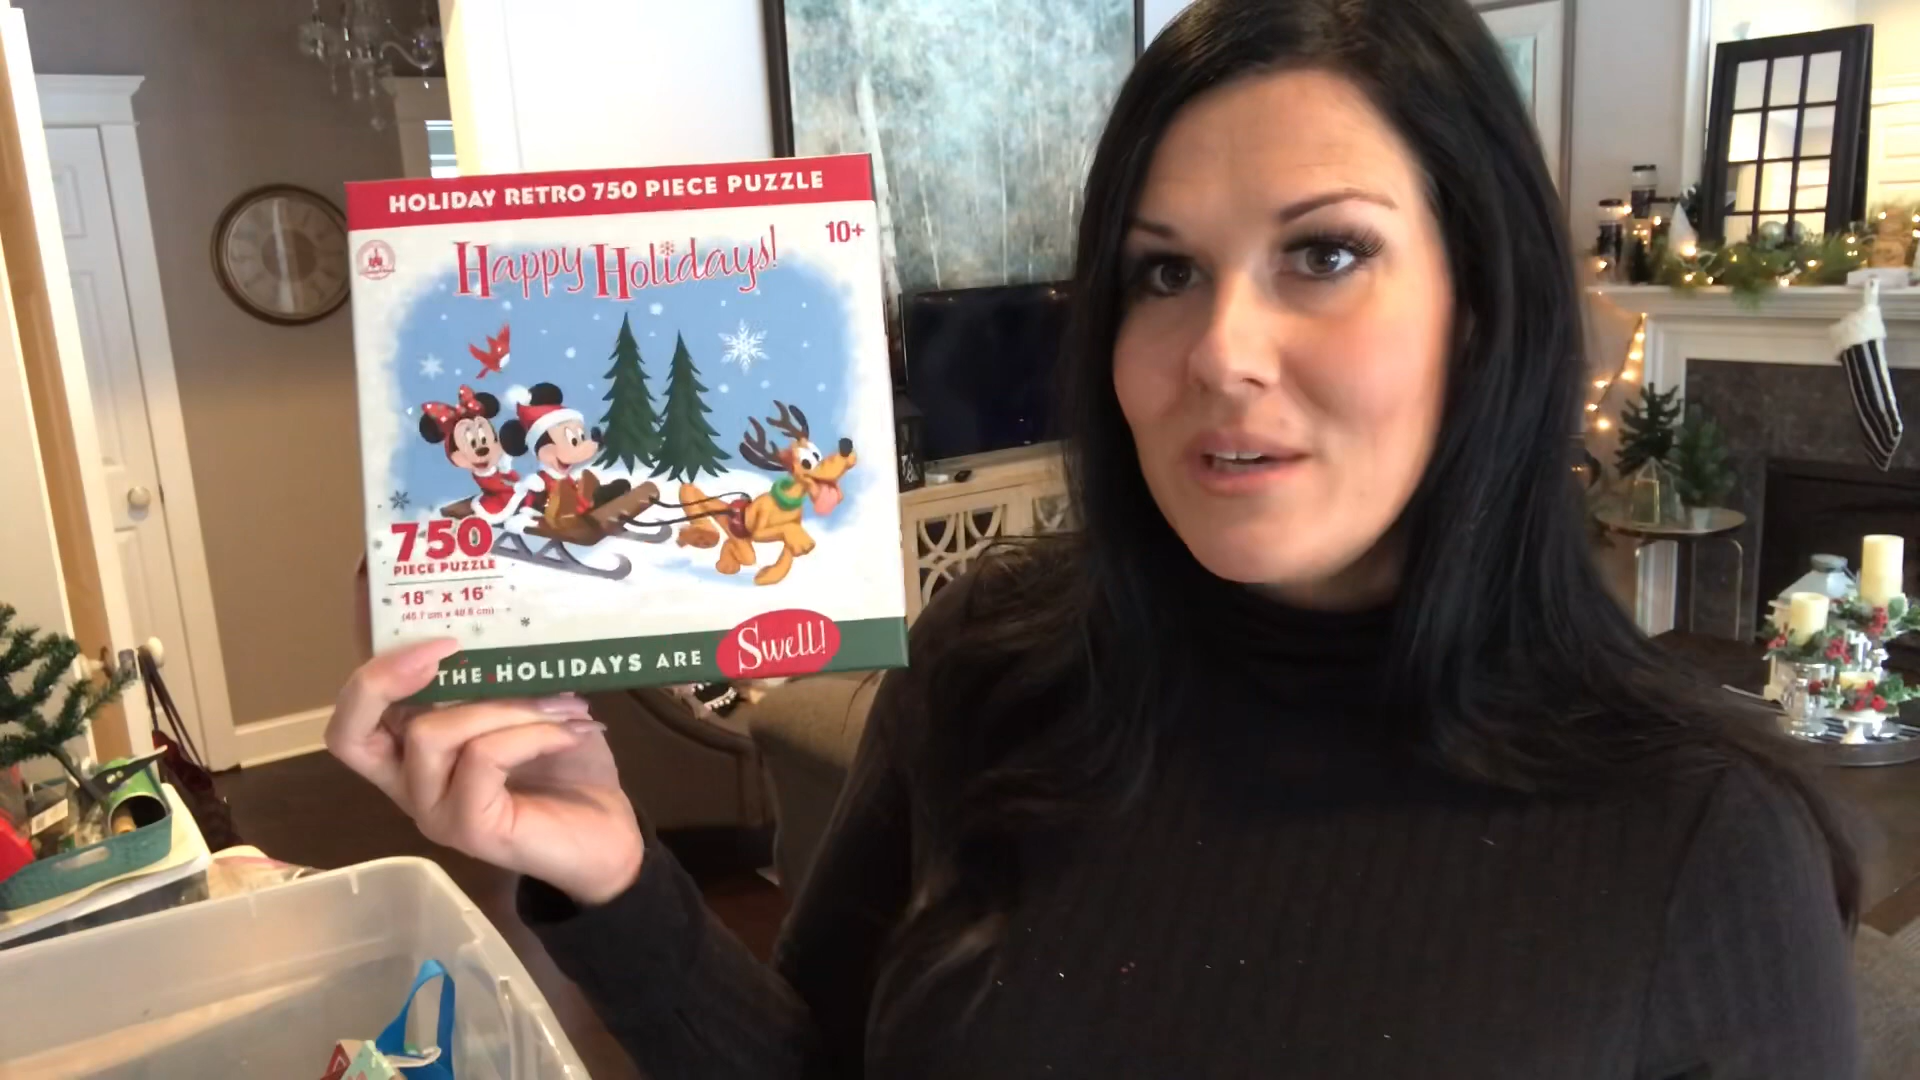 HOLIDAY RETRO 750 PIECE PUZZLE
10+
Happy Holidays!
750
PIECE PUZZLE
18" x 16"
THE HOLIDAYS ARE Swell!